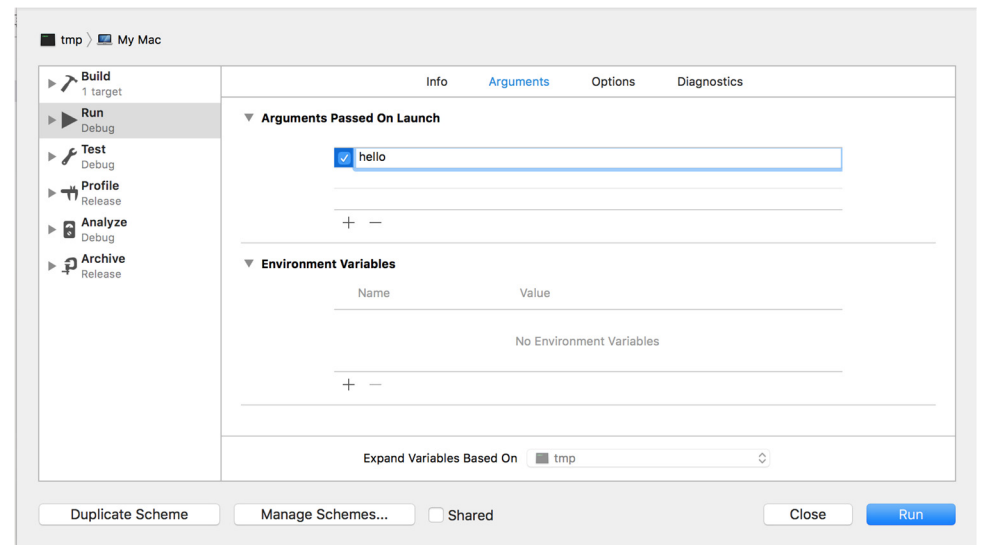 tmp 〉 My Mac
Build
1 target
Run
Debug
Test
Debug
Profile
Release
Analyze
Debug
Archive
Release
Info Arguments Options Diagnostics
Arguments Passed On Launch
hello
Environment Variables
Name Value
No Environment Variables
Expand Variables Based On tmp
Duplicate Scheme Manage Schemes... Shared Close Run